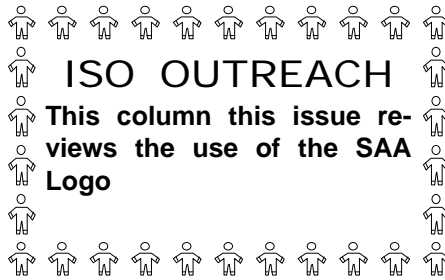 ISO OUTREACH
This column this issue re-
views the use of the SAA
Logo